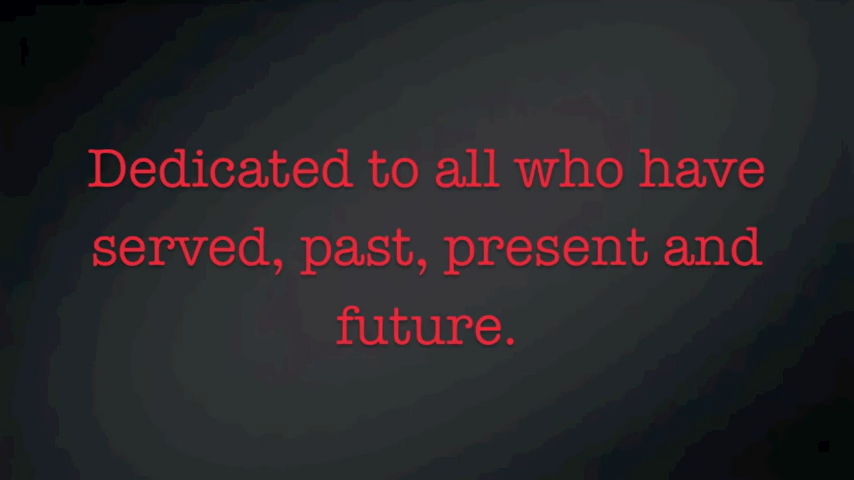 Dedicated to all who have
served, past, present and
future.